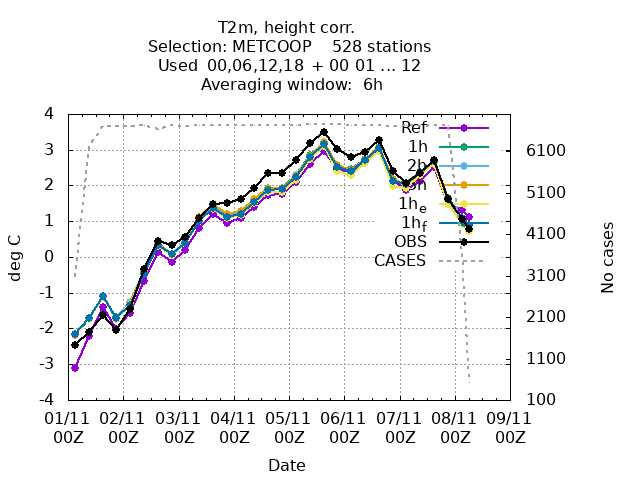 T2m, height corr.
Selection: METCOOP 528 stations
Used 00,06,12,18 + 00 01 ... 12
Averaging window: 6h
4
3
2
1
0
-1
-2
-3
-4
deg C
6100
5100
4100
3100
2100
1100
100
No cases
Ref
1h
2h
3h
1h_e
1h_f
OBS
CASES
01/11 02/11 03/11 04/11 05/11 06/11 07/11 08/11 09/11
00Z 00Z 00Z 00Z 00Z 00Z 00Z 00Z 00Z
Date